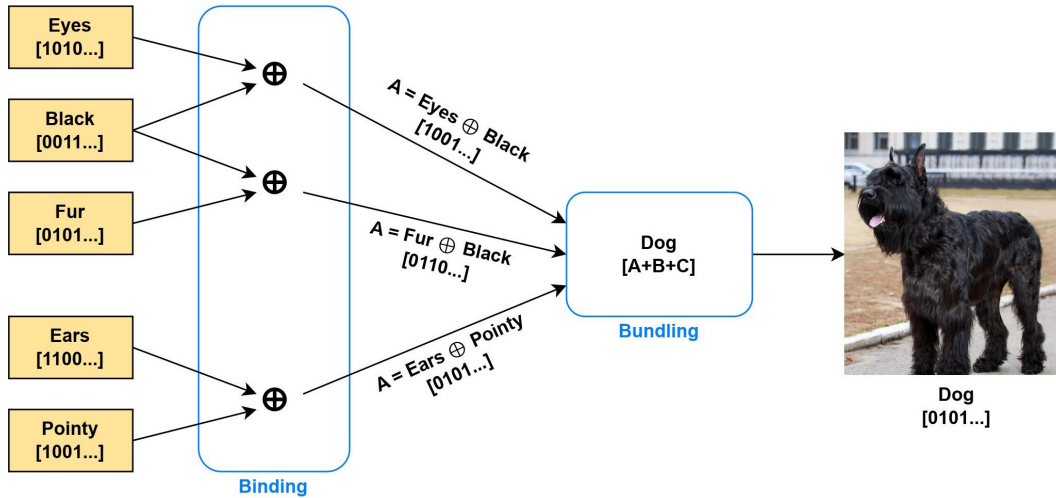 Eyes
[1010...]
Black
[0011...]
Fur
[0101...]
Ears
[1100...]
Pointy
[1001...]
⊕
⊕
⊕
Binding
A = Eyes ⊕ Black
[1001...]
A = Fur ⊕ Black
[0110...]
A = Ears ⊕ Pointy
[0101...]
Dog
[A+B+C]
Bundling
Dog
[0101...]